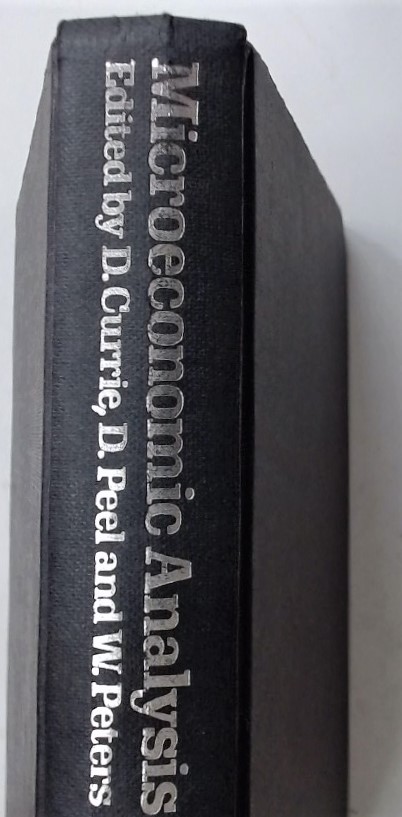 Microeconomic Analysis
Edited by D. Currie, D. Peel and W. Peters